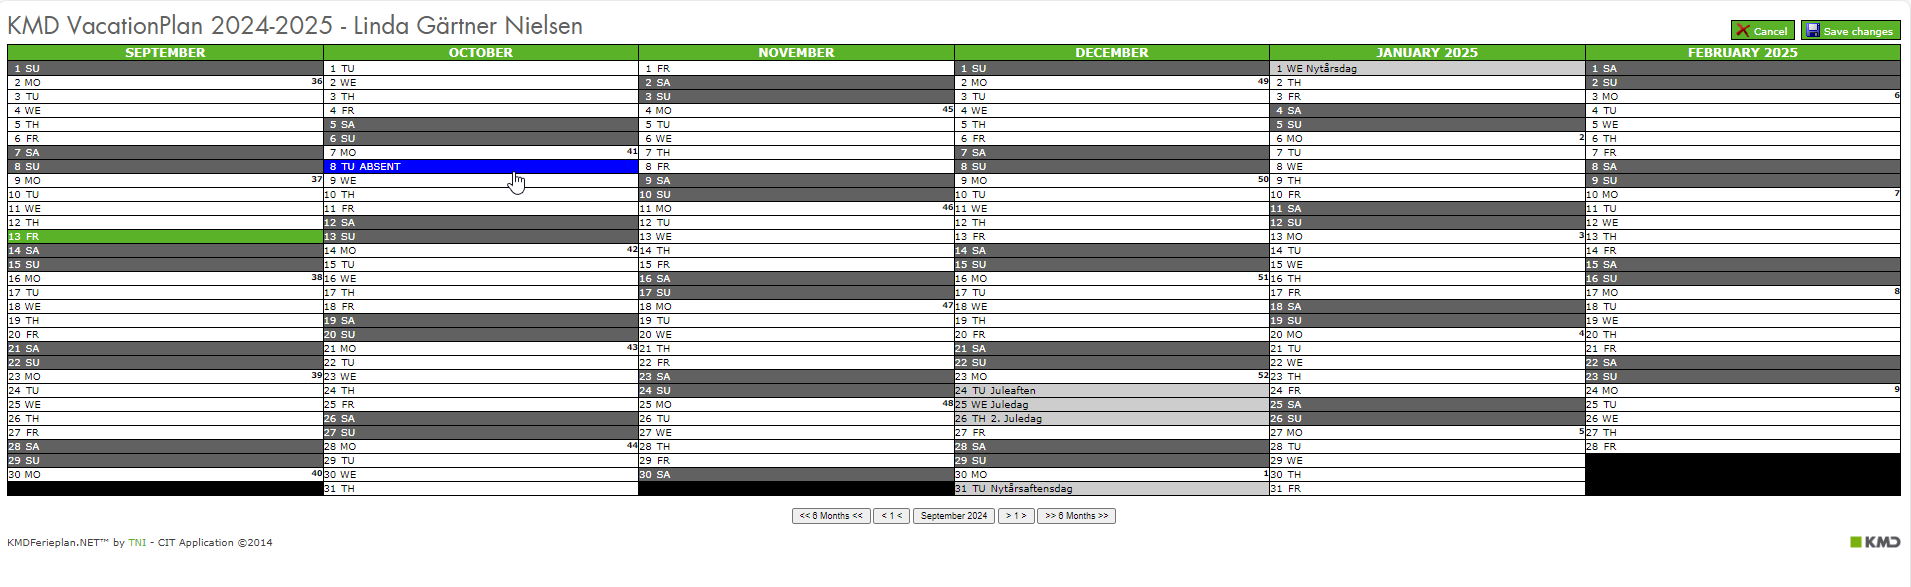 KMD VacationPlan 2024-2025 - Linda Gärtner Nielsen
Cancel Save changes
SEPTEMBER OCTOBER NOVEMBER DECEMBER JANUARY 2025 FEBRUARY 2025
1 SU 1 TU 1 FR 1 SU 1 WE Nytårsdag 1 SA
2 MO 36 2 WE 2 SA 2 MO 49 2 TH 2 SU
3 TU 3 TH 3 SU 3 TU 3 FR 3 MO 6
4 WE 4 FR 4 MO 45 4 WE 4 SA 4 TU
5 TH 5 SA 5 TU 5 TH 5 SU 5 WE
6 FR 6 SU 6 WE 6 FR 6 MO 2 6 TH
7 SA 7 MO 41 7 TH 7 SA 7 TU 7 FR
8 SU 8 TU ABSENT 8 FR 8 SU 8 WE 8 SA
9 MO 37 9 WE 9 SA 9 MO 50 9 TH 9 SU
10 TU 10 TH 10 SU 10 TU 10 FR 10 MO 7
11 WE 11 FR 11 MO 46 11 WE 11 SA 11 TU
12 TH 12 SA 12 TU 12 TH 12 SU 12 WE
13 FR 13 SU 13 WE 13 FR 13 MO 3 13 TH
14 SA 14 MO 42 14 TH 14 SA 14 TU 14 FR
15 SU 15 TU 15 FR 15 SU 15 WE 15 SA
16 MO 38 16 WE 16 SA 16 MO 51 16 TH 16 SU
17 TU 17 TH 17 SU 17 TU 17 FR 17 MO 8
18 WE 18 FR 18 MO 47 18 WE 18 SA 18 TU
19 TH 19 SA 19 TU 19 TH 19 SU 19 WE
20 FR 20 SU 20 WE 20 FR 20 MO 4 20 TH
21 SA 21 MO 43 21 TH 21 SA 21 TU 21 FR
22 SU 22 TU 22 FR 22 SU 22 WE 22 SA
23 MO 39 23 WE 23 SA 23 MO 52 23 TH 23 SU
24 TU 24 TH 24 SU 24 TU Juleaften 24 FR 24 MO 9
25 WE 25 FR 25 MO 48 25 WE Juledag 25 SA 25 TU
26 TH 26 SA 26 TU 26 TH 2. Juledag 26 SU 26 WE
27 FR 27 SU 27 WE 27 FR 27 MO 5 27 TH
28 SA 28 MO 44 28 TH 28 SA 28 TU 28 FR
29 SU 29 TU 29 FR 29 SU 29 WE
30 MO 40 30 WE 30 SA 30 MO 1 30 TH
31 TH 31 TU Nytårsaftensdag 31 FR
<< 6 Months << < 1 < September 2024 > 1 > >> 6 Months >>
KMDFerieplan.NET™ by TNI - CIT Application ©2014
KMD